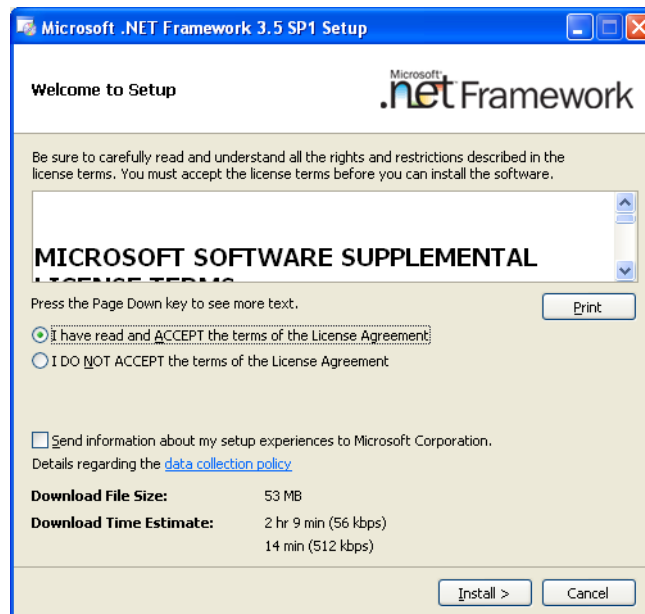 Microsoft .NET Framework 3.5 SP1 Setup
Welcome to Setup
Microsoft
.net Framework
Be sure to carefully read and understand all the rights and restrictions described in the
license terms. You must accept the license terms before you can install the software.
MICROSOFT SOFTWARE SUPPLEMENTAL
LICENSE TERMS
Press the Page Down key to see more text.
Print
I have read and ACCEPT the terms of the License Agreement
I DO NOT ACCEPT the terms of the License Agreement
Send information about my setup experiences to Microsoft Corporation.
Details regarding the data collection policy
Download File Size: 53 MB
Download Time Estimate: 2 hr 9 min (56 kbps)
14 min (512 kbps)
Install > Cancel